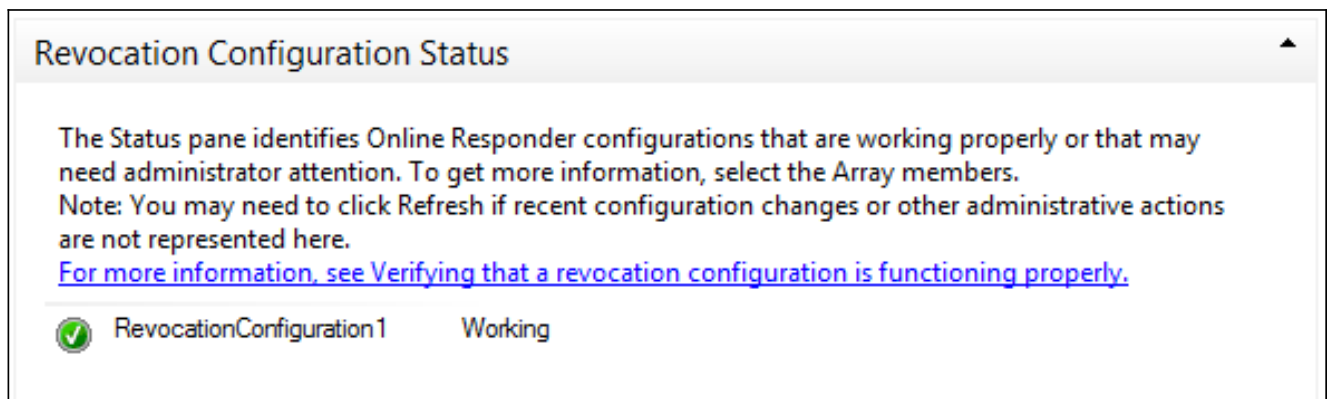 Revocation Configuration Status
The Status pane identifies Online Responder configurations that are working properly or that may
need administrator attention. To get more information, select the Array members.
Note: You may need to click Refresh if recent configuration changes or other administrative actions
are not represented here.
For more information, see Verifying that a revocation configuration is functioning properly.
RevocationConfiguration1 Working